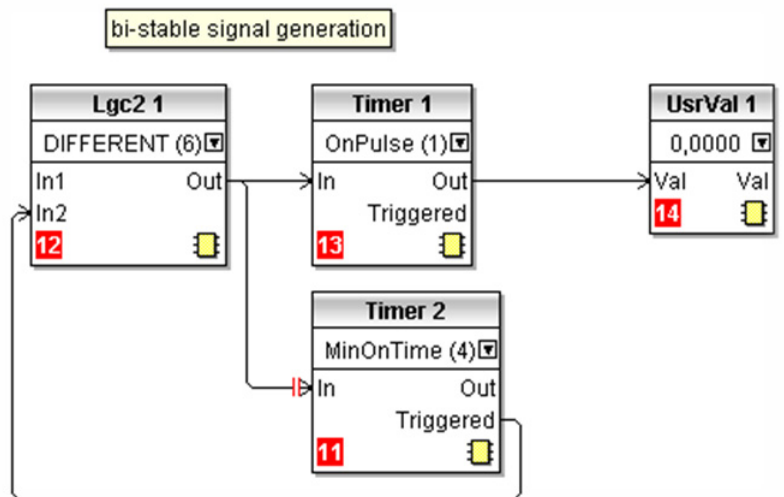 bi-stable signal generation
Lgc2 1
DIFFERENT (6)
In1 Out
In2
12
Timer 1
OnPulse (1)
In Out
Triggered
13
UsrVal 1
0,0000
Val Val
14
Timer 2
MinOnTime (4)
In Out
Triggered
11